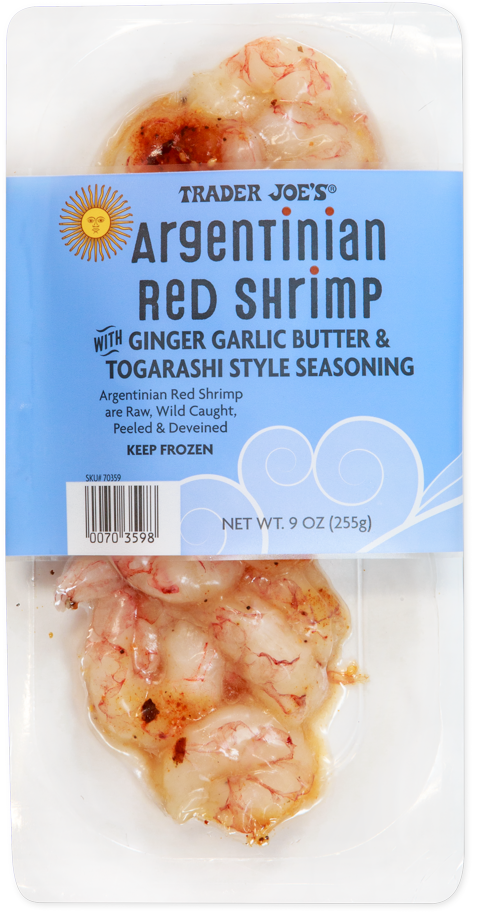 TRADER JOE'S®
Argentinian
Red Shrimp
WITH GINGER GARLIC BUTTER &
TOGARASHI STYLE SEASONING
Argentinian Red Shrimp
are Raw, Wild Caught,
Peeled & Deveined
KEEP FROZEN
SKU# 70359
0070 3598
NET WT. 9 OZ (255g)